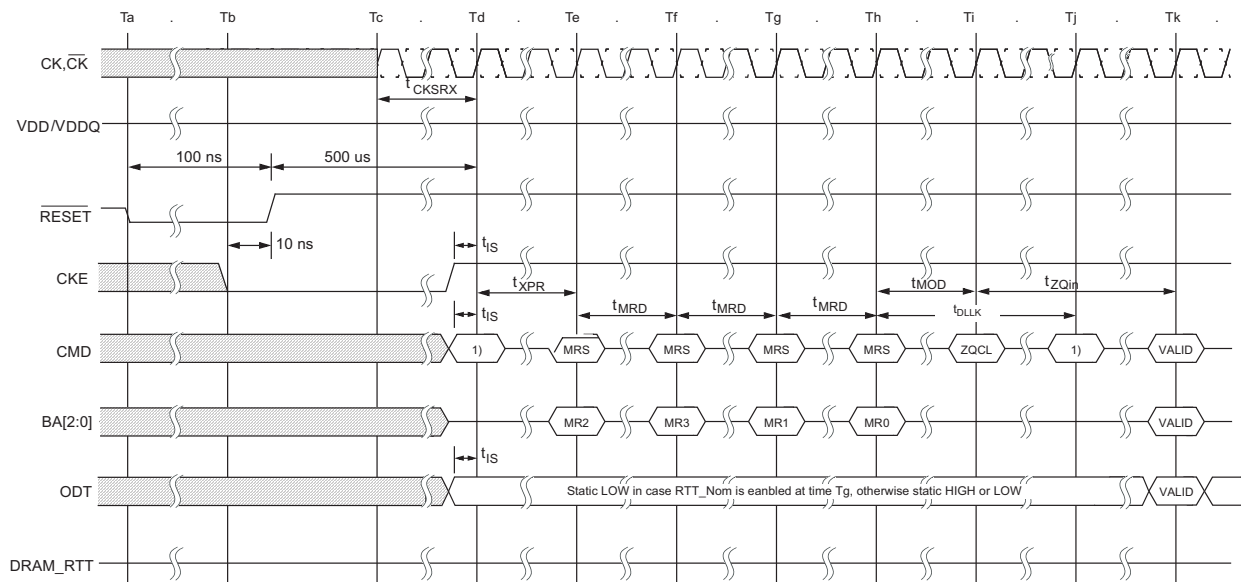 Ta . Tb . Tc . Td . Te . Tf . Tg . Th . Ti . Tj . Tk .
CK,CK
tCKSRX
VDD/VDDQ
100 ns 500 us
RESET
10 ns tIS
CKE
tXPR tMOD tZQin
tIS tMRD tMRD tMRD tDLLK
CMD 1) MRS MRS MRS MRS ZQCL 1) VALID
BA[2:0] MR2 MR3 MR1 MR0 VALID
tIS
ODT Static LOW in case RTT_Nom is eanbled at time Tg, otherwise static HIGH or LOW VALID
DRAM_RTT